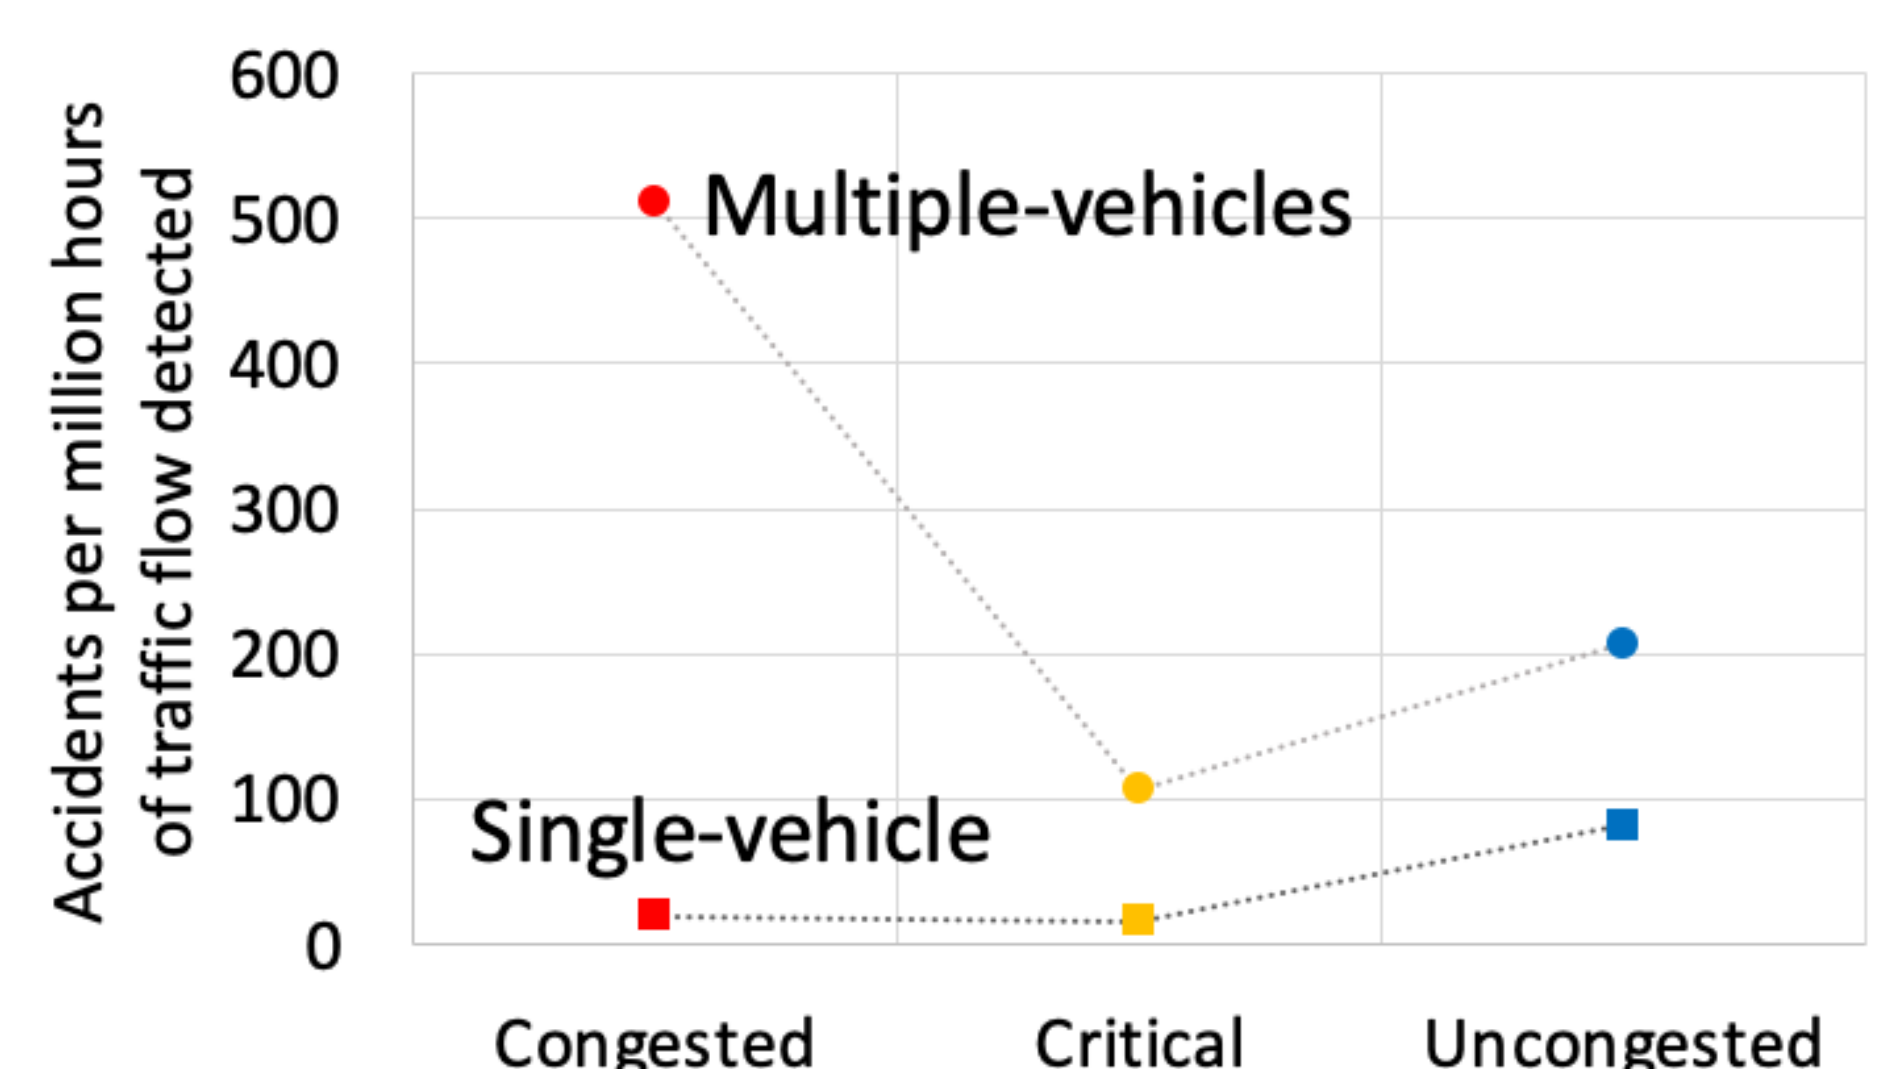 Accidents per million hours
of traffic flow detected
600
500
400
300
200
100
0
Multiple-vehicles
Single-vehicle
Congested
Critical
Uncongested